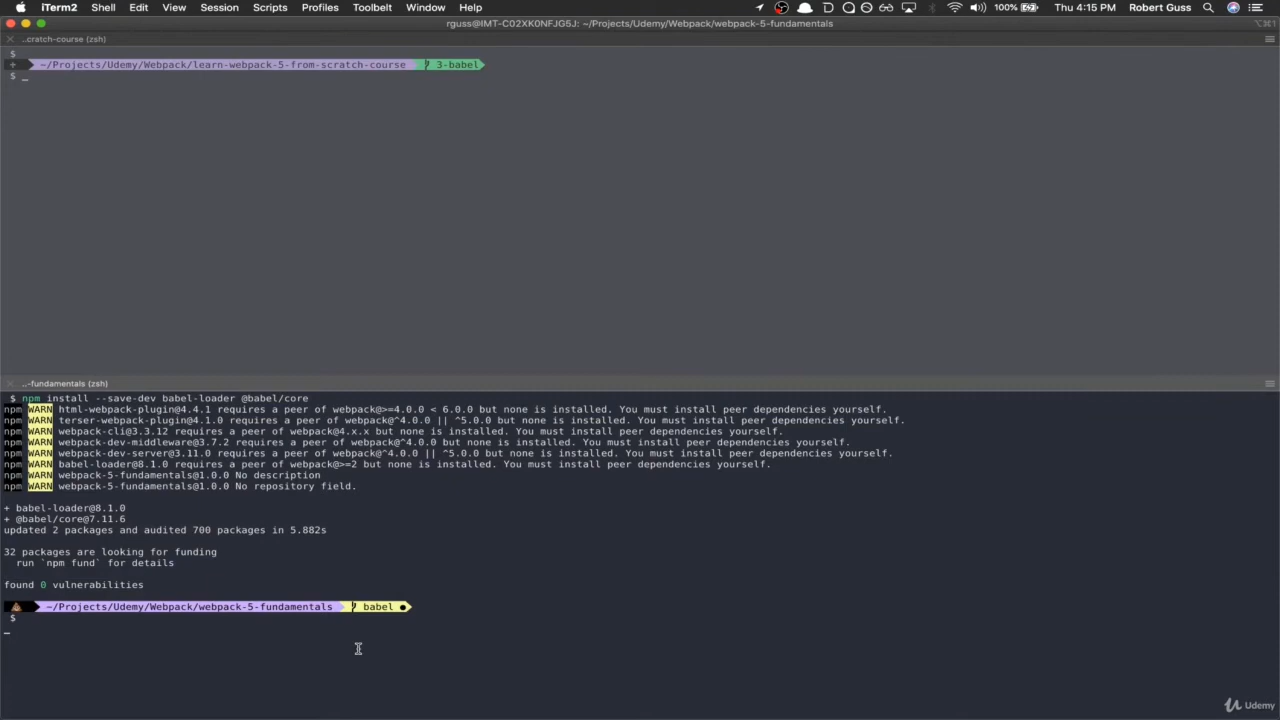 iTerm2 Shell Edit View Session Scripts Profiles Toolbelt Window Help 100% Thu 4:15 PM Robert Guss
rguss@IMT-C02XK0NFJG5J: ~/Projects/Udemy/Webpack/webpack-5-fundamentals ⌥⌘1
..cratch-course (zsh)
$
+ ~/Projects/Udemy/Webpack/learn-webpack-5-from-scratch-course 3-babel
$ _
..-fundamentals (zsh)
$ npm install --save-dev babel-loader @babel/core
npm WARN html-webpack-plugin@4.4.1 requires a peer of webpack@>=4.0.0 < 6.0.0 but none is installed. You must install peer dependencies yourself.
npm WARN terser-webpack-plugin@4.1.0 requires a peer of webpack@^4.0.0 || ^5.0.0 but none is installed. You must install peer dependencies yourself.
npm WARN webpack-cli@3.3.12 requires a peer of webpack@4.x.x but none is installed. You must install peer dependencies yourself.
npm WARN webpack-dev-middleware@3.7.2 requires a peer of webpack@^4.0.0 but none is installed. You must install peer dependencies yourself.
npm WARN webpack-dev-server@3.11.0 requires a peer of webpack@^4.0.0 || ^5.0.0 but none is installed. You must install peer dependencies yourself.
npm WARN babel-loader@8.1.0 requires a peer of webpack@>=2 but none is installed. You must install peer dependencies yourself.
npm WARN webpack-5-fundamentals@1.0.0 No description
npm WARN webpack-5-fundamentals@1.0.0 No repository field.
+ babel-loader@8.1.0
+ @babel/core@7.11.6
updated 2 packages and audited 700 packages in 5.882s
32 packages are looking for funding
run `npm fund` for details
found 0 vulnerabilities
~/Projects/Udemy/Webpack/webpack-5-fundamentals babel ●
$
_
Udemy